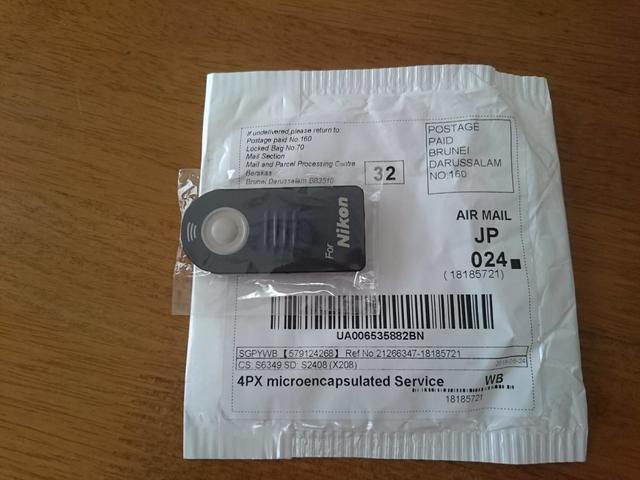 If undelivered,please return to:
Postage paid No.160
Locked Bag No.70
Mail Section
Mail and Parcel Processing Centre
Berakas
Brunei Darussalam BB3510
32
POSTAGE
PAID
BRUNEI
DARUSSALAM
NO:160
AIR MAIL
JP
024
(18185721)
For
Nikon
UA006535882BN
SGPYWB【579124268】 Ref No:21266347-18185721
CS: S6349 SD: S2408 (X208)
4PX microencapsulated Service
WB
18185721